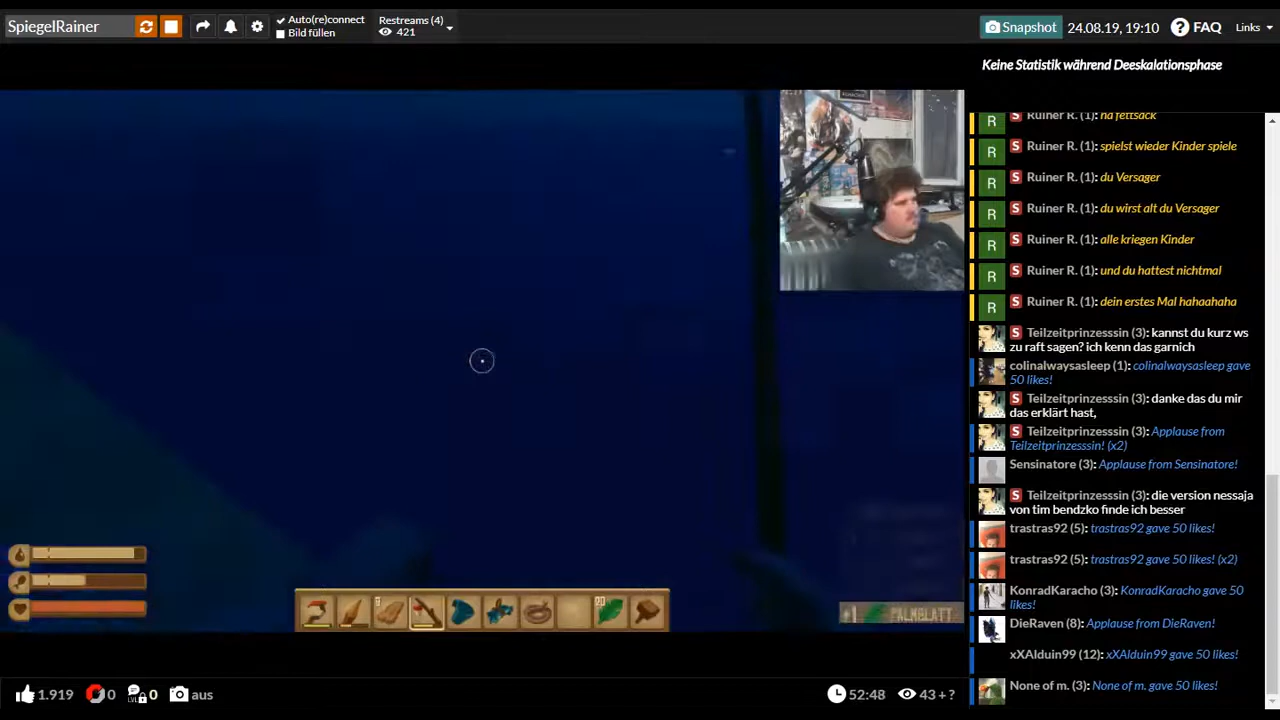 SpiegelRainer
Auto(re)connect
Bild füllen
Restreams (4)
421
Snapshot
24.08.19, 19:10
? FAQ
Links
Keine Statistik während Deeskalationsphase
R S Ruiner R. (1): na fettsack
R S Ruiner R. (1): spielst wieder Kinder spiele
R S Ruiner R. (1): du Versager
R S Ruiner R. (1): du wirst alt du Versager
R S Ruiner R. (1): alle kriegen Kinder
R S Ruiner R. (1): und du hattest nichtmal
R S Ruiner R. (1): dein erstes Mal hahaahaha
S Teilzeitprinzesssin (3): kannst du kurz ws
zu raft sagen? ich kenn das garnich
colinalwaysasleep (1): colinalwaysasleep gave
50 likes!
S Teilzeitprinzesssin (3): danke das du mir
das erklärt hast,
S Teilzeitprinzesssin (3): Applause from
Teilzeitprinzesssin! (x2)
Sensinatore (3): Applause from Sensinatore!
S Teilzeitprinzesssin (3): die version nessaja
von tim bendzko finde ich besser
trastras92 (5): trastras92 gave 50 likes!
trastras92 (5): trastras92 gave 50 likes! (x2)
KonradKaracho (3): KonradKaracho gave 50
likes!
DieRaven (8): Applause from DieRaven!
xXAlduin99 (12): xXAlduin99 gave 50 likes!
None of m. (3): None of m. gave 50 likes!
PALMBLATT
1.919
0
LVL
0
aus
52:48
43 + ?